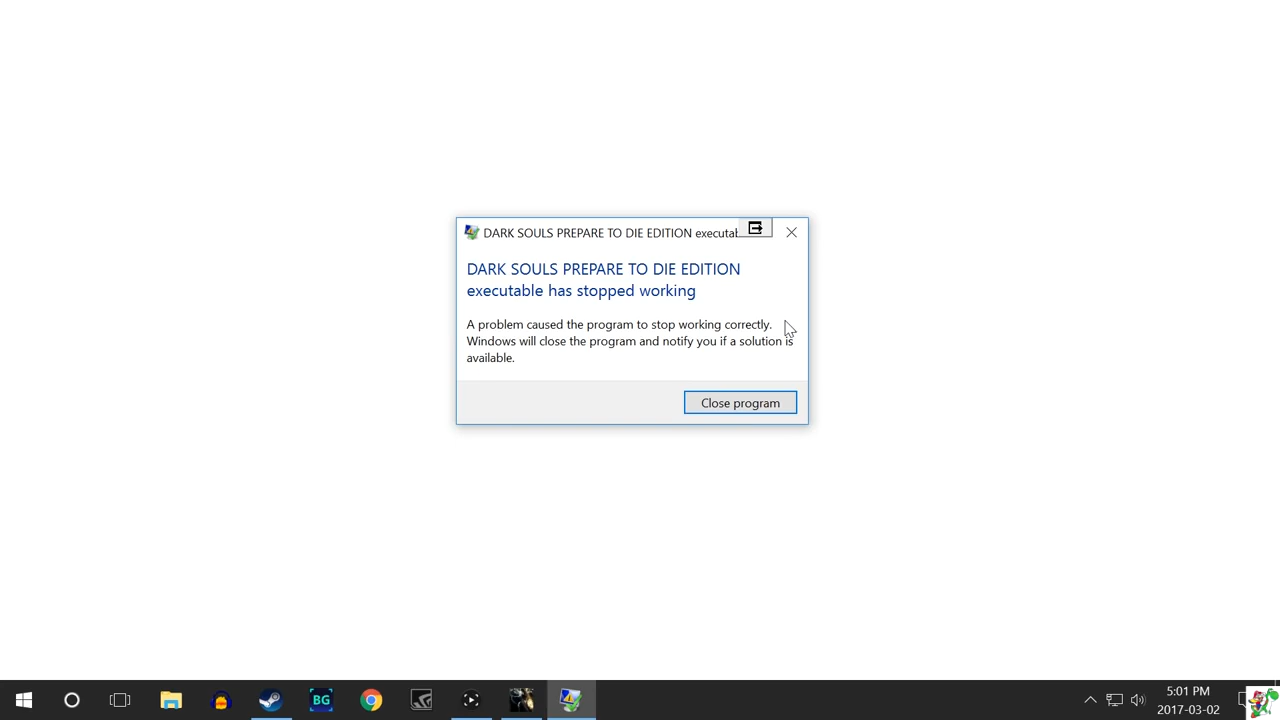 DARK SOULS PREPARE TO DIE EDITION
DARK SOULS PREPARE TO DIE EDITION
executable has stopped working
A problem caused the program to stop working correctly.
Windows will close the program and notify you if a solution is
available.
Close program
BG
5:01 PM
2017-03-02